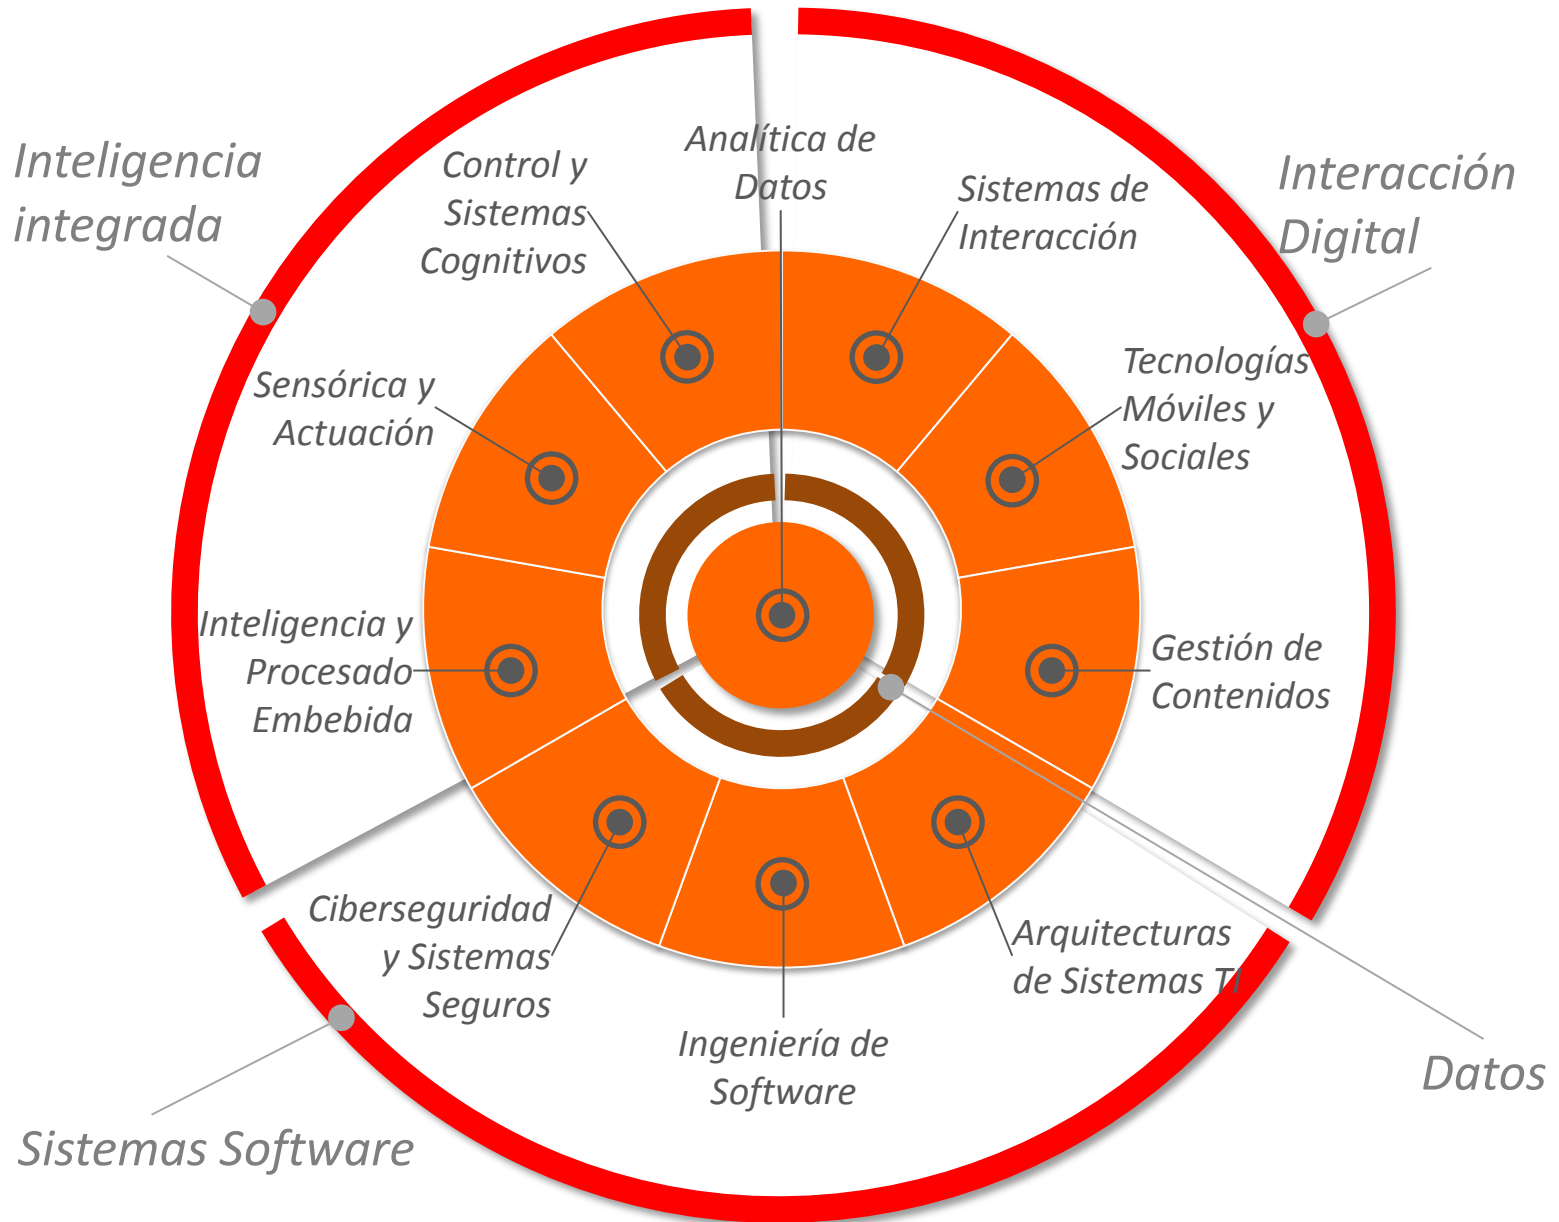 Inteligencia
integrada
Control y
Sistemas
Cognitivos
Analítica de
Datos
Sistemas de
Interacción
Interacción
Digital
Sensórica y
Actuación
Tecnologías
Móviles y
Sociales
Inteligencia y
Procesado
Embebida
Gestión de
Contenidos
Ciberseguridad
y Sistemas
Seguros
Ingeniería de
Software
Arquitecturas
de Sistemas TI
Datos
Sistemas Software